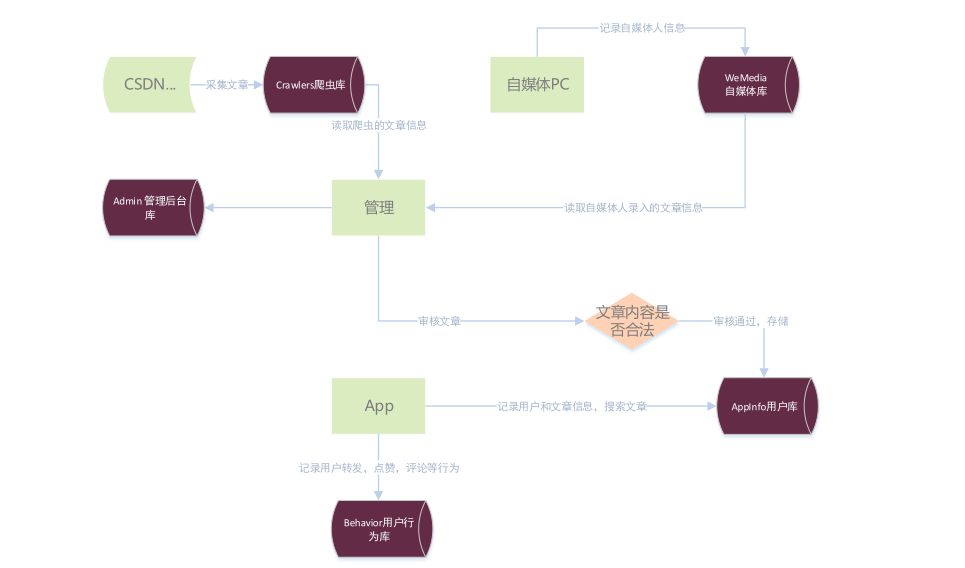 记录自媒体人信息
CSDN...
采集文章
Crawlers爬虫库
自媒体PC
WeMedia
自媒体库
读取爬虫的文章信息
Admin 管理后台
库
管理
读取自媒体人录入的文章信息
文章内容是
否合法
审核文章
审核通过，存储
App
记录用户和文章信息，搜索文章
AppInfo用户库
记录用户转发，点赞，评论等行为
Behavior用户行
为库